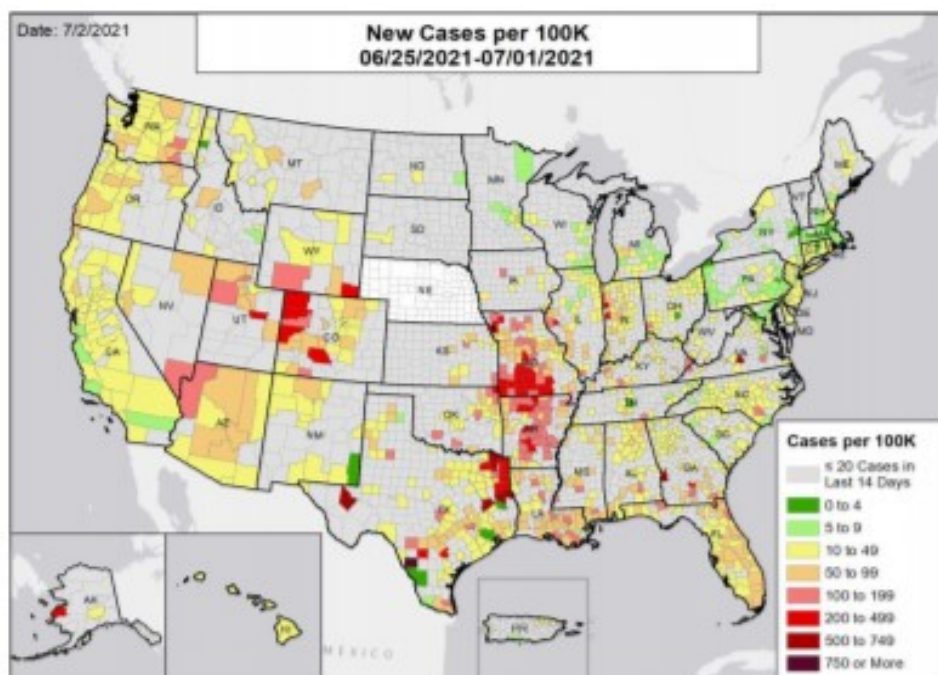 Date: 7/2/2021
New Cases per 100K
06/25/2021-07/01/2021
WA
MT
ND
MN
ME
OR
ID
WY
SD
WI
MI
VT
NY
NV
UT
CO
NE
IA
IL
IN
OH
PA
NJ
DE
MD
CA
KS
KY
WV
VA
AZ
NM
OK
NC
SC
MS
AL
GA
TX
LA
FL
AK
HI
PR
MÉXICO
Cases per 100K
≤ 20 Cases in
Last 14 Days
0 to 4
5 to 9
10 to 49
50 to 99
100 to 199
200 to 499
500 to 749
750 or More